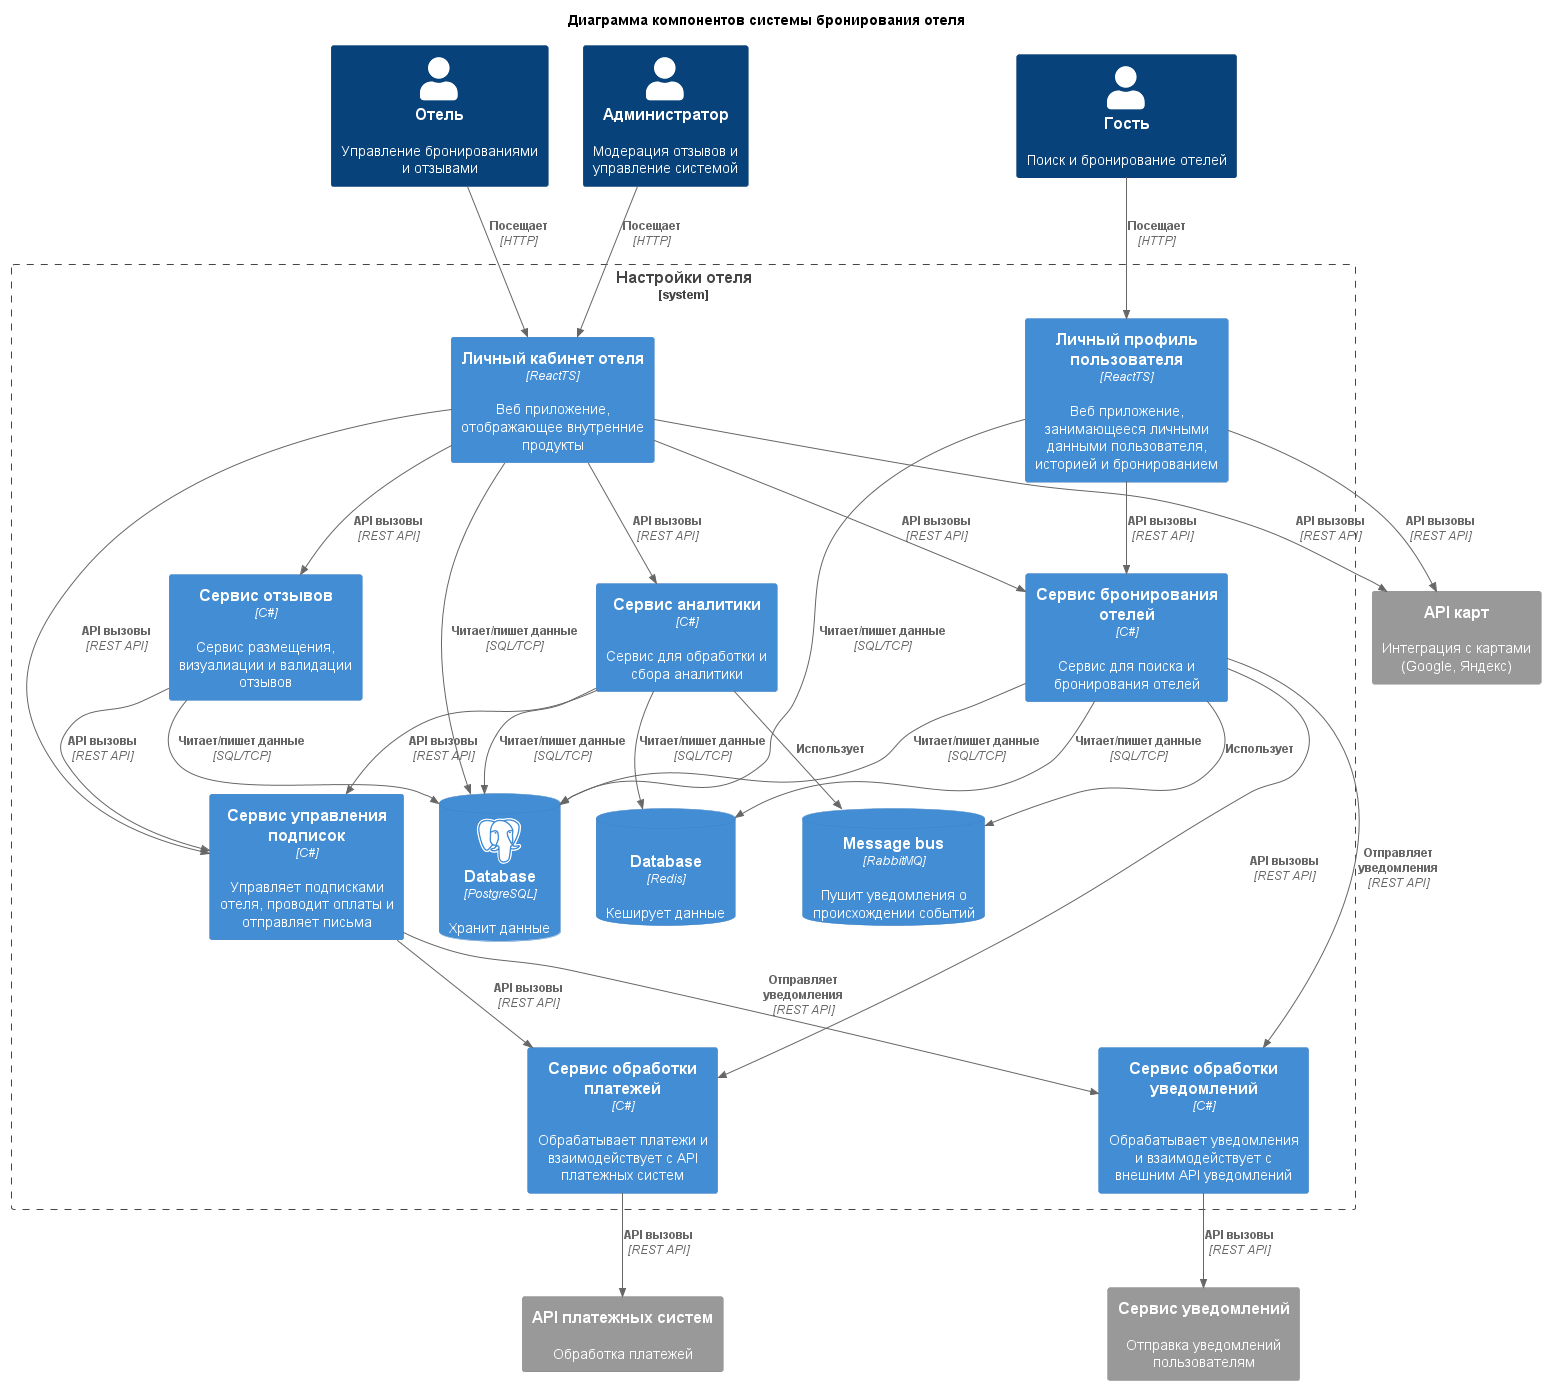 Диаграмма компонентов системы бронирования отеля
Отель
Управление бронированиями
и отзывами
Администратор
Модерация отзывов и
управление системой
Гость
Поиск и бронирование отелей
Посещает
[HTTP]
Посещает
[HTTP]
Посещает
[HTTP]
Настройки отеля
[system]
Личный кабинет отеля
[ReactTS]
Веб приложение,
отображающее внутренние
продукты
Личный профиль
пользователя
[ReactTS]
Веб приложение,
занимающееся личными
данными пользователя,
историей и бронированием
API вызовы
[REST API]
API вызовы
[REST API]
API вызовы
[REST API]
API вызовы
[REST API]
API вызовы
[REST API]
API вызовы
[REST API]
Сервис отзывов
[C#]
Сервис размещения,
визуалиации и валидации
отзывов
Сервис аналитики
[C#]
Сервис для обработки и
сбора аналитики
Сервис бронирования
отелей
[C#]
Сервис для поиска и
бронирования отелей
API карт
Интеграция с картами
(Google, Яндекс)
API вызовы
[REST API]
Читает/пишет данные
[SQL/TCP]
Читает/пишет данные
[SQL/TCP]
API вызовы
[REST API]
Читает/пишет данные
[SQL/TCP]
API вызовы
[REST API]
Читает/пишет данные
[SQL/TCP]
Читает/пишет данные
[SQL/TCP]
Использует
Читает/пишет данные
[SQL/TCP]
Читает/пишет данные
[SQL/TCP]
Использует
Сервис управления
подписок
[C#]
Управляет подписками
отеля, проводит оплаты и
отправляет письма
Database
[PostgreSQL]
Хранит данные
Database
[Redis]
Кеширует данные
Message bus
[RabbitMQ]
Пушит уведомления о
происхождении событий
API вызовы
[REST API]
Отправляет
уведомления
[REST API]
API вызовы
[REST API]
Отправляет
уведомления
[REST API]
Сервис обработки
платежей
[C#]
Обрабатывает платежи и
взаимодействует с API
платежных систем
Сервис обработки
уведомлений
[C#]
Обрабатывает уведомления
и взаимодействует с
внешним API уведомлений
API вызовы
[REST API]
API вызовы
[REST API]
API платежных систем
Обработка платежей
Сервис уведомлений
Отправка уведомлений
пользователям